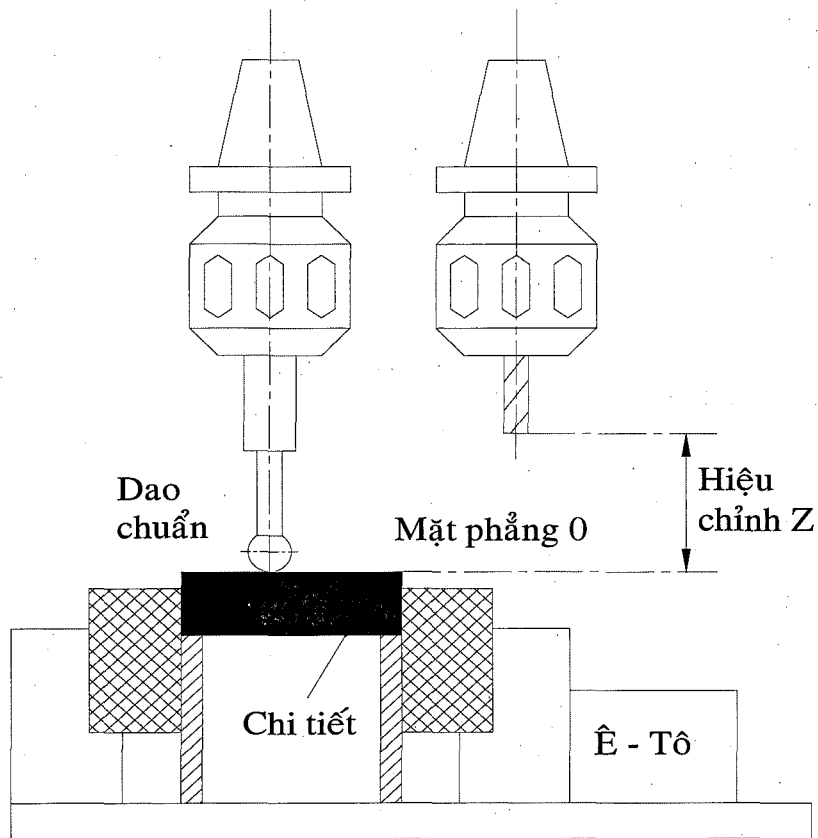 Dao
chuẩn
Mặt phẳng 0
Hiệu
chỉnh Z
Chi tiết
Ê - Tô